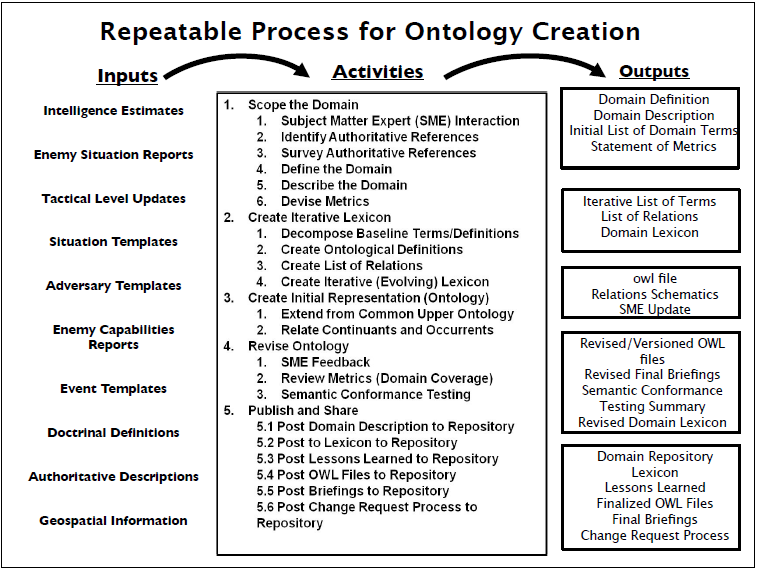 Repeatable Process for Ontology Creation
Inputs
Activities
Outputs
Intelligence Estimates
Enemy Situation Reports
Tactical Level Updates
Situation Templates
Adversary Templates
Enemy Capabilities
Reports
Event Templates
Doctrinal Definitions
Authoritative Descriptions
Geospatial Information
1. Scope the Domain
1. Subject Matter Expert (SME) Interaction
2. Identify Authoritative References
3. Survey Authoritative References
4. Define the Domain
5. Describe the Domain
6. Devise Metrics
2. Create Iterative Lexicon
1. Decompose Baseline Terms/Definitions
2. Create Ontological Definitions
3. Create List of Relations
4. Create Iterative (Evolving) Lexicon
3. Create Initial Representation (Ontology)
1. Extend from Common Upper Ontology
2. Relate Continuants and Occurrents
4. Revise Ontology
1. SME Feedback
2. Review Metrics (Domain Coverage)
3. Semantic Conformance Testing
5. Publish and Share
5.1 Post Domain Description to Repository
5.2 Post to Lexicon to Repository
5.3 Post Lessons Learned to Repository
5.4 Post OWL Files to Repository
5.5 Post Briefings to Repository
5.6 Post Change Request Process to
Repository
Domain Definition
Domain Description
Initial List of Domain Terms
Statement of Metrics
Iterative List of Terms
List of Relations
Domain Lexicon
owl file
Relations Schematics
SME Update
Revised/Versioned OWL
files
Revised Final Briefings
Semantic Conformance
Testing Summary
Revised Domain Lexicon
Domain Repository
Lexicon
Lessons Learned
Finalized OWL Files
Final Briefings
Change Request Process